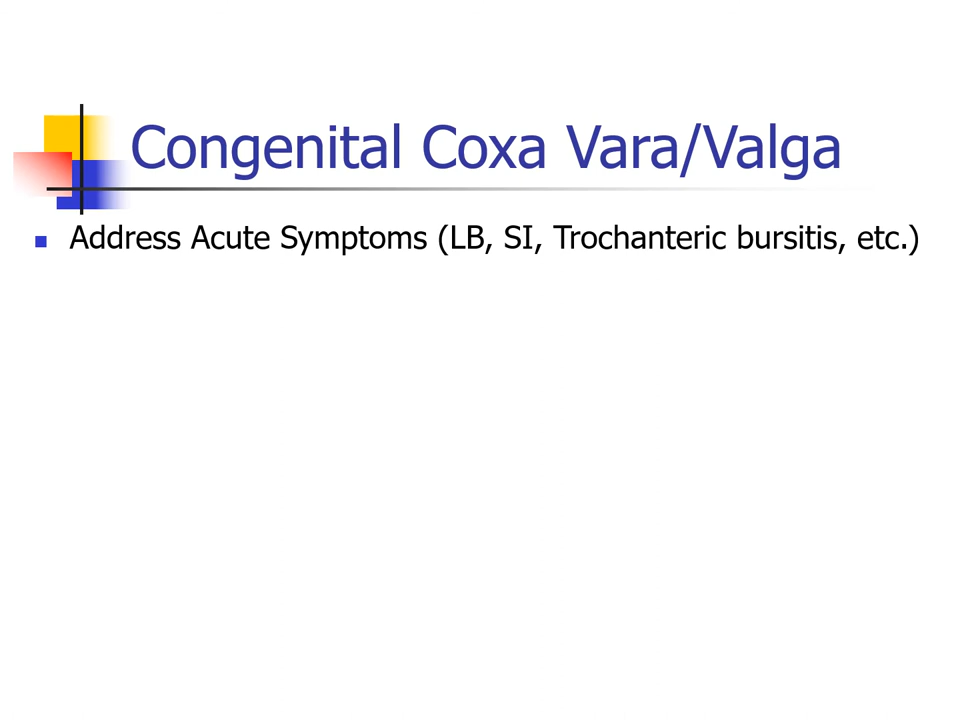 Congenital Coxa Vara/Valga
Address Acute Symptoms (LB, SI, Trochanteric bursitis, etc.)